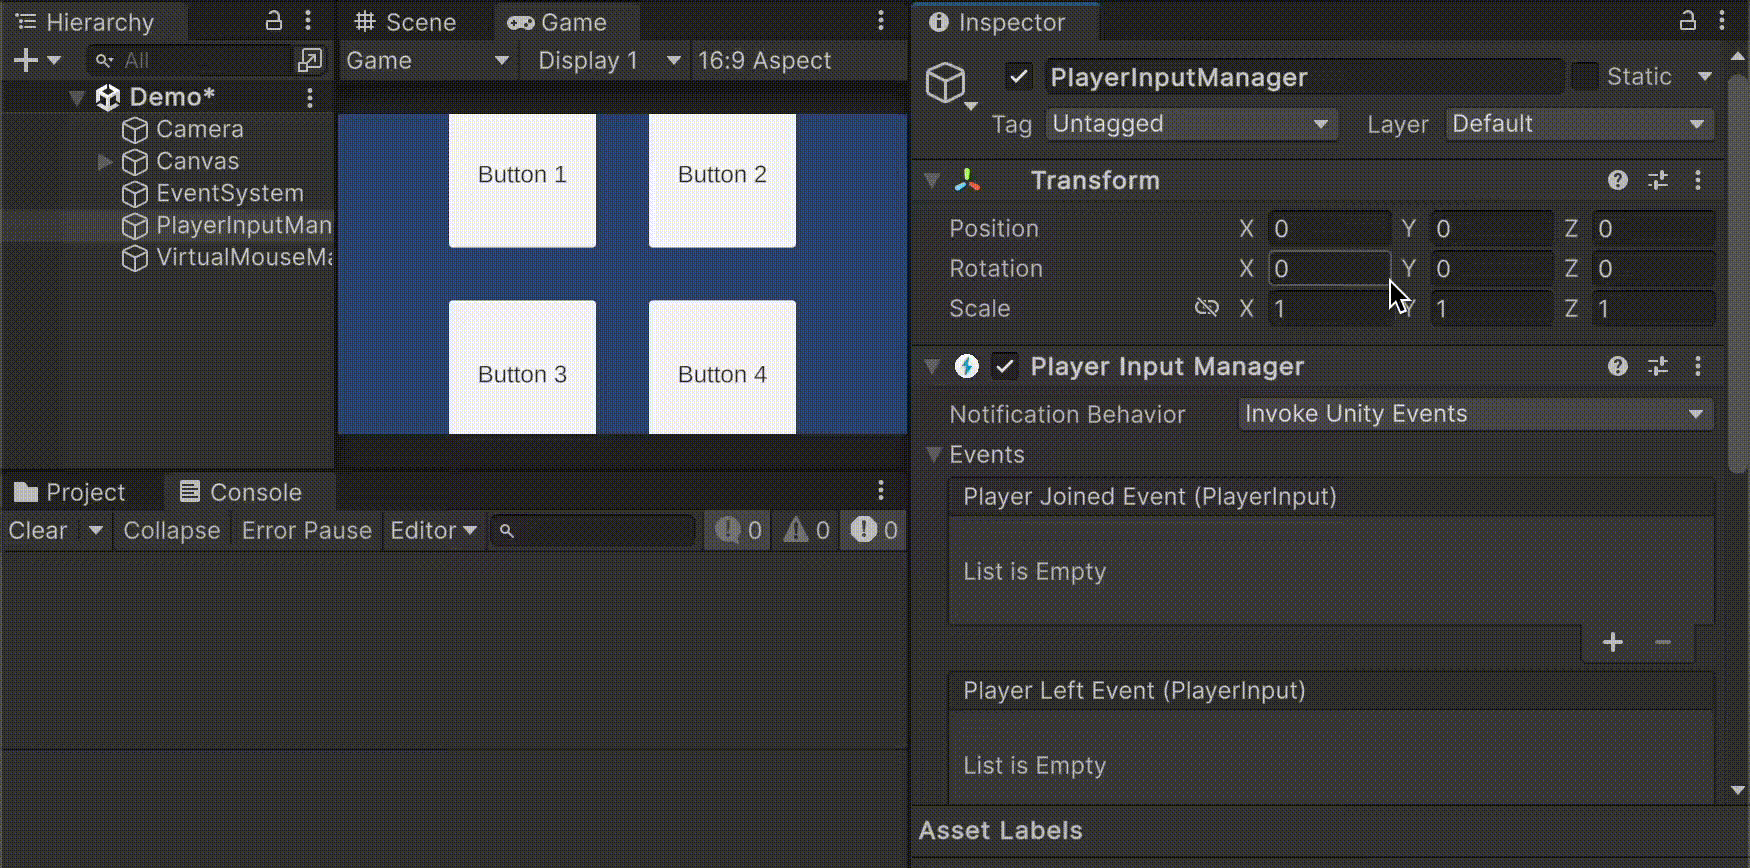 Hierarchy
All
Demo*
Camera
Canvas
EventSystem
PlayerInputMan
VirtualMouseMa
Scene
Game
Game
Display 1
16:9 Aspect
Button 1
Button 2
Button 3
Button 4
Project
Console
Clear
Collapse
Error Pause
Editor
0
0
0
Inspector
PlayerInputManager
Static
Tag
Untagged
Layer
Default
Transform
Position X 0 Y 0 Z 0
Rotation X 0 Y 0 Z 0
Scale X 1 Y 1 Z 1
Player Input Manager
Notification Behavior
Invoke Unity Events
Events
Player Joined Event (PlayerInput)
List is Empty
Player Left Event (PlayerInput)
List is Empty
Asset Labels